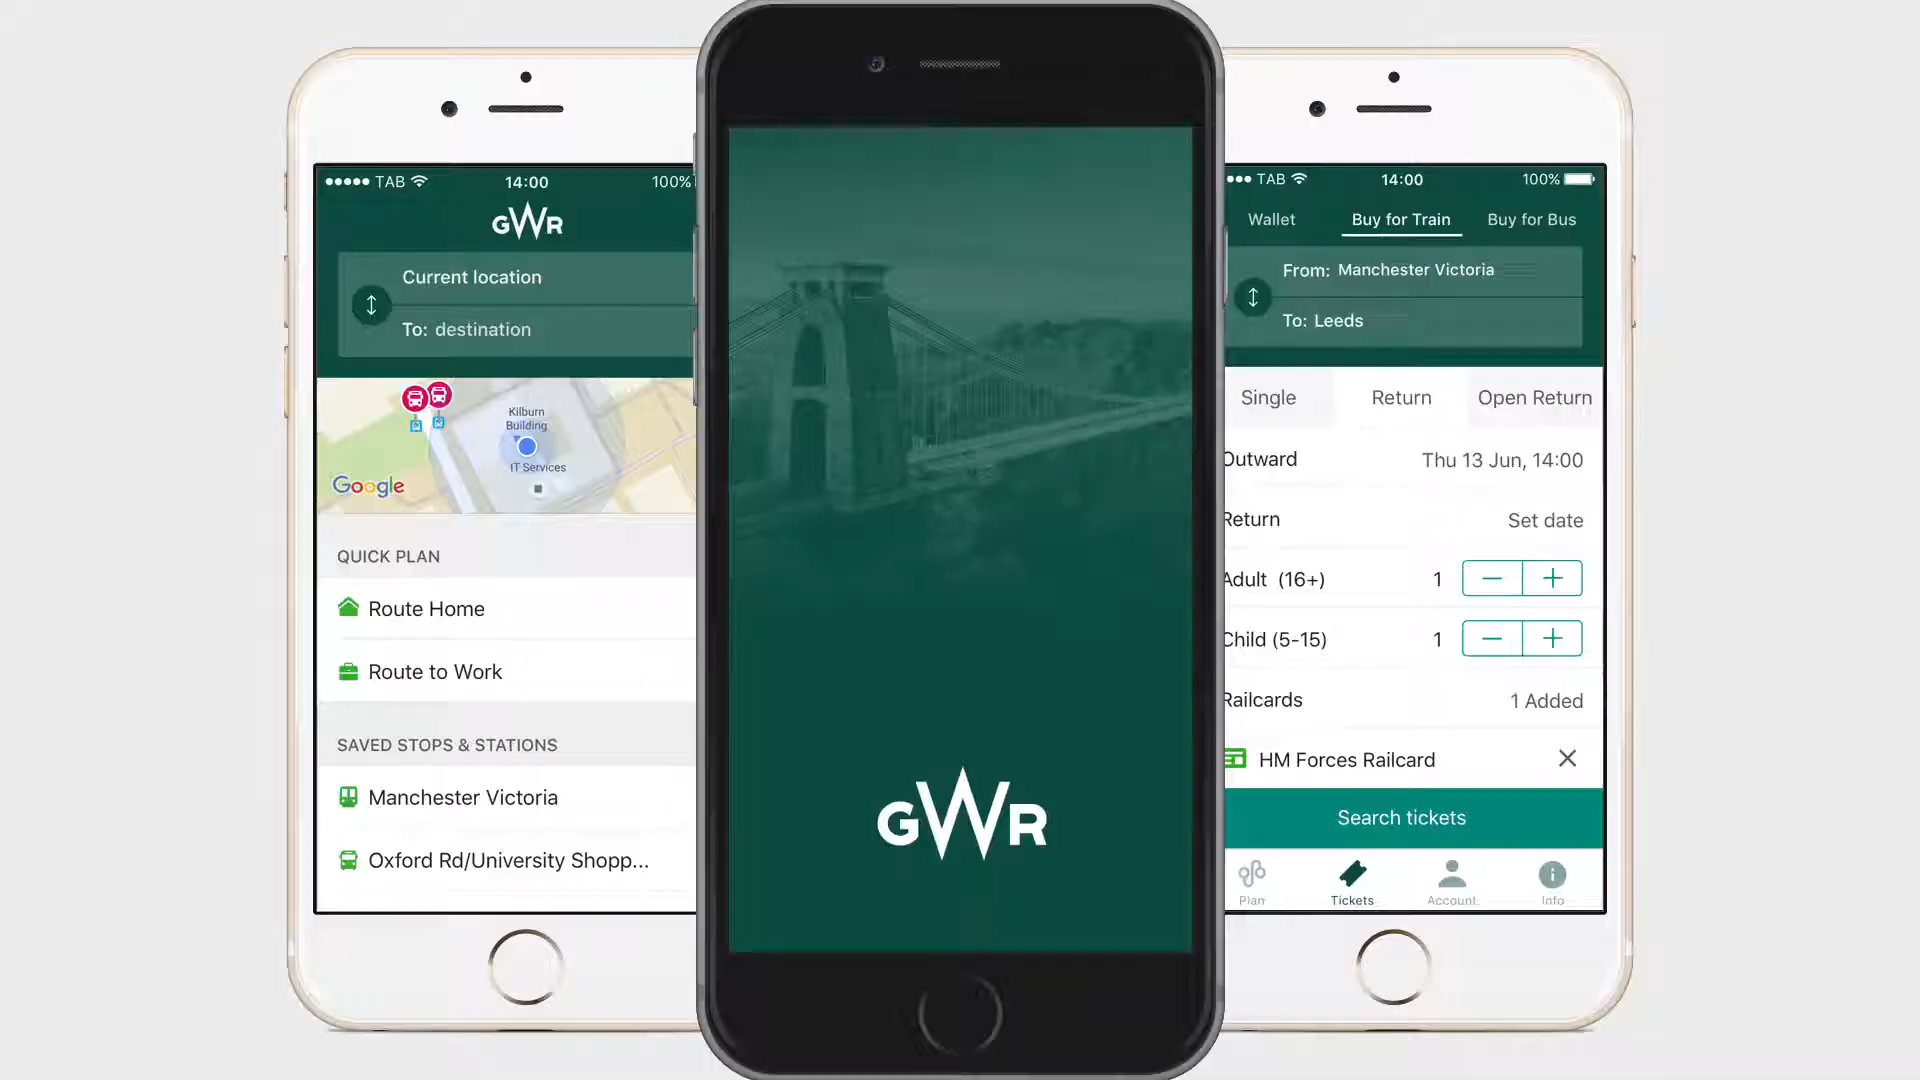 TAB 14:00 100%
GWR
Current location
To: destination
Kilburn
Building
IT Services
Google
QUICK PLAN
Route Home
Route to Work
SAVED STOPS & STATIONS
Manchester Victoria
Oxford Rd/University Shopp...
GWR
TAB 14:00 100%
Wallet Buy for Train Buy for Bus
From: Manchester Victoria
To: Leeds
Single Return Open Return
Outward Thu 13 Jun, 14:00
Return Set date
Adult (16+) 1
Child (5-15) 1
Railcards 1 Added
HM Forces Railcard
Search tickets
Plan Tickets Account Info